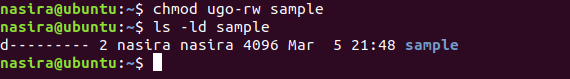 nasira@ubuntu:~$ chmod ugo-rw sample
nasira@ubuntu:~$ ls -ld sample
d--------- 2 nasira nasira 4096 Mar  5 21:48 sample
nasira@ubuntu:~$